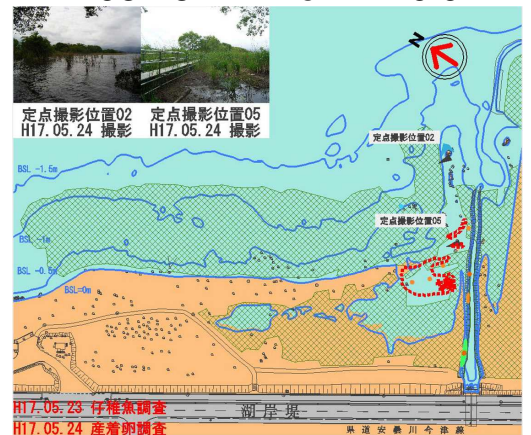 定点撮影位置02
H17.05.24 撮影
定点撮影位置05
H17.05.24 撮影
N
定点撮影位置02
定点撮影位置05
BSL -1.5m
BSL -1m
BSL -0.5m
BSL=0m
H17.05.23 仔稚魚調査
H17.05.24 産着卵調査
湖岸堤
県道安曇川今津線